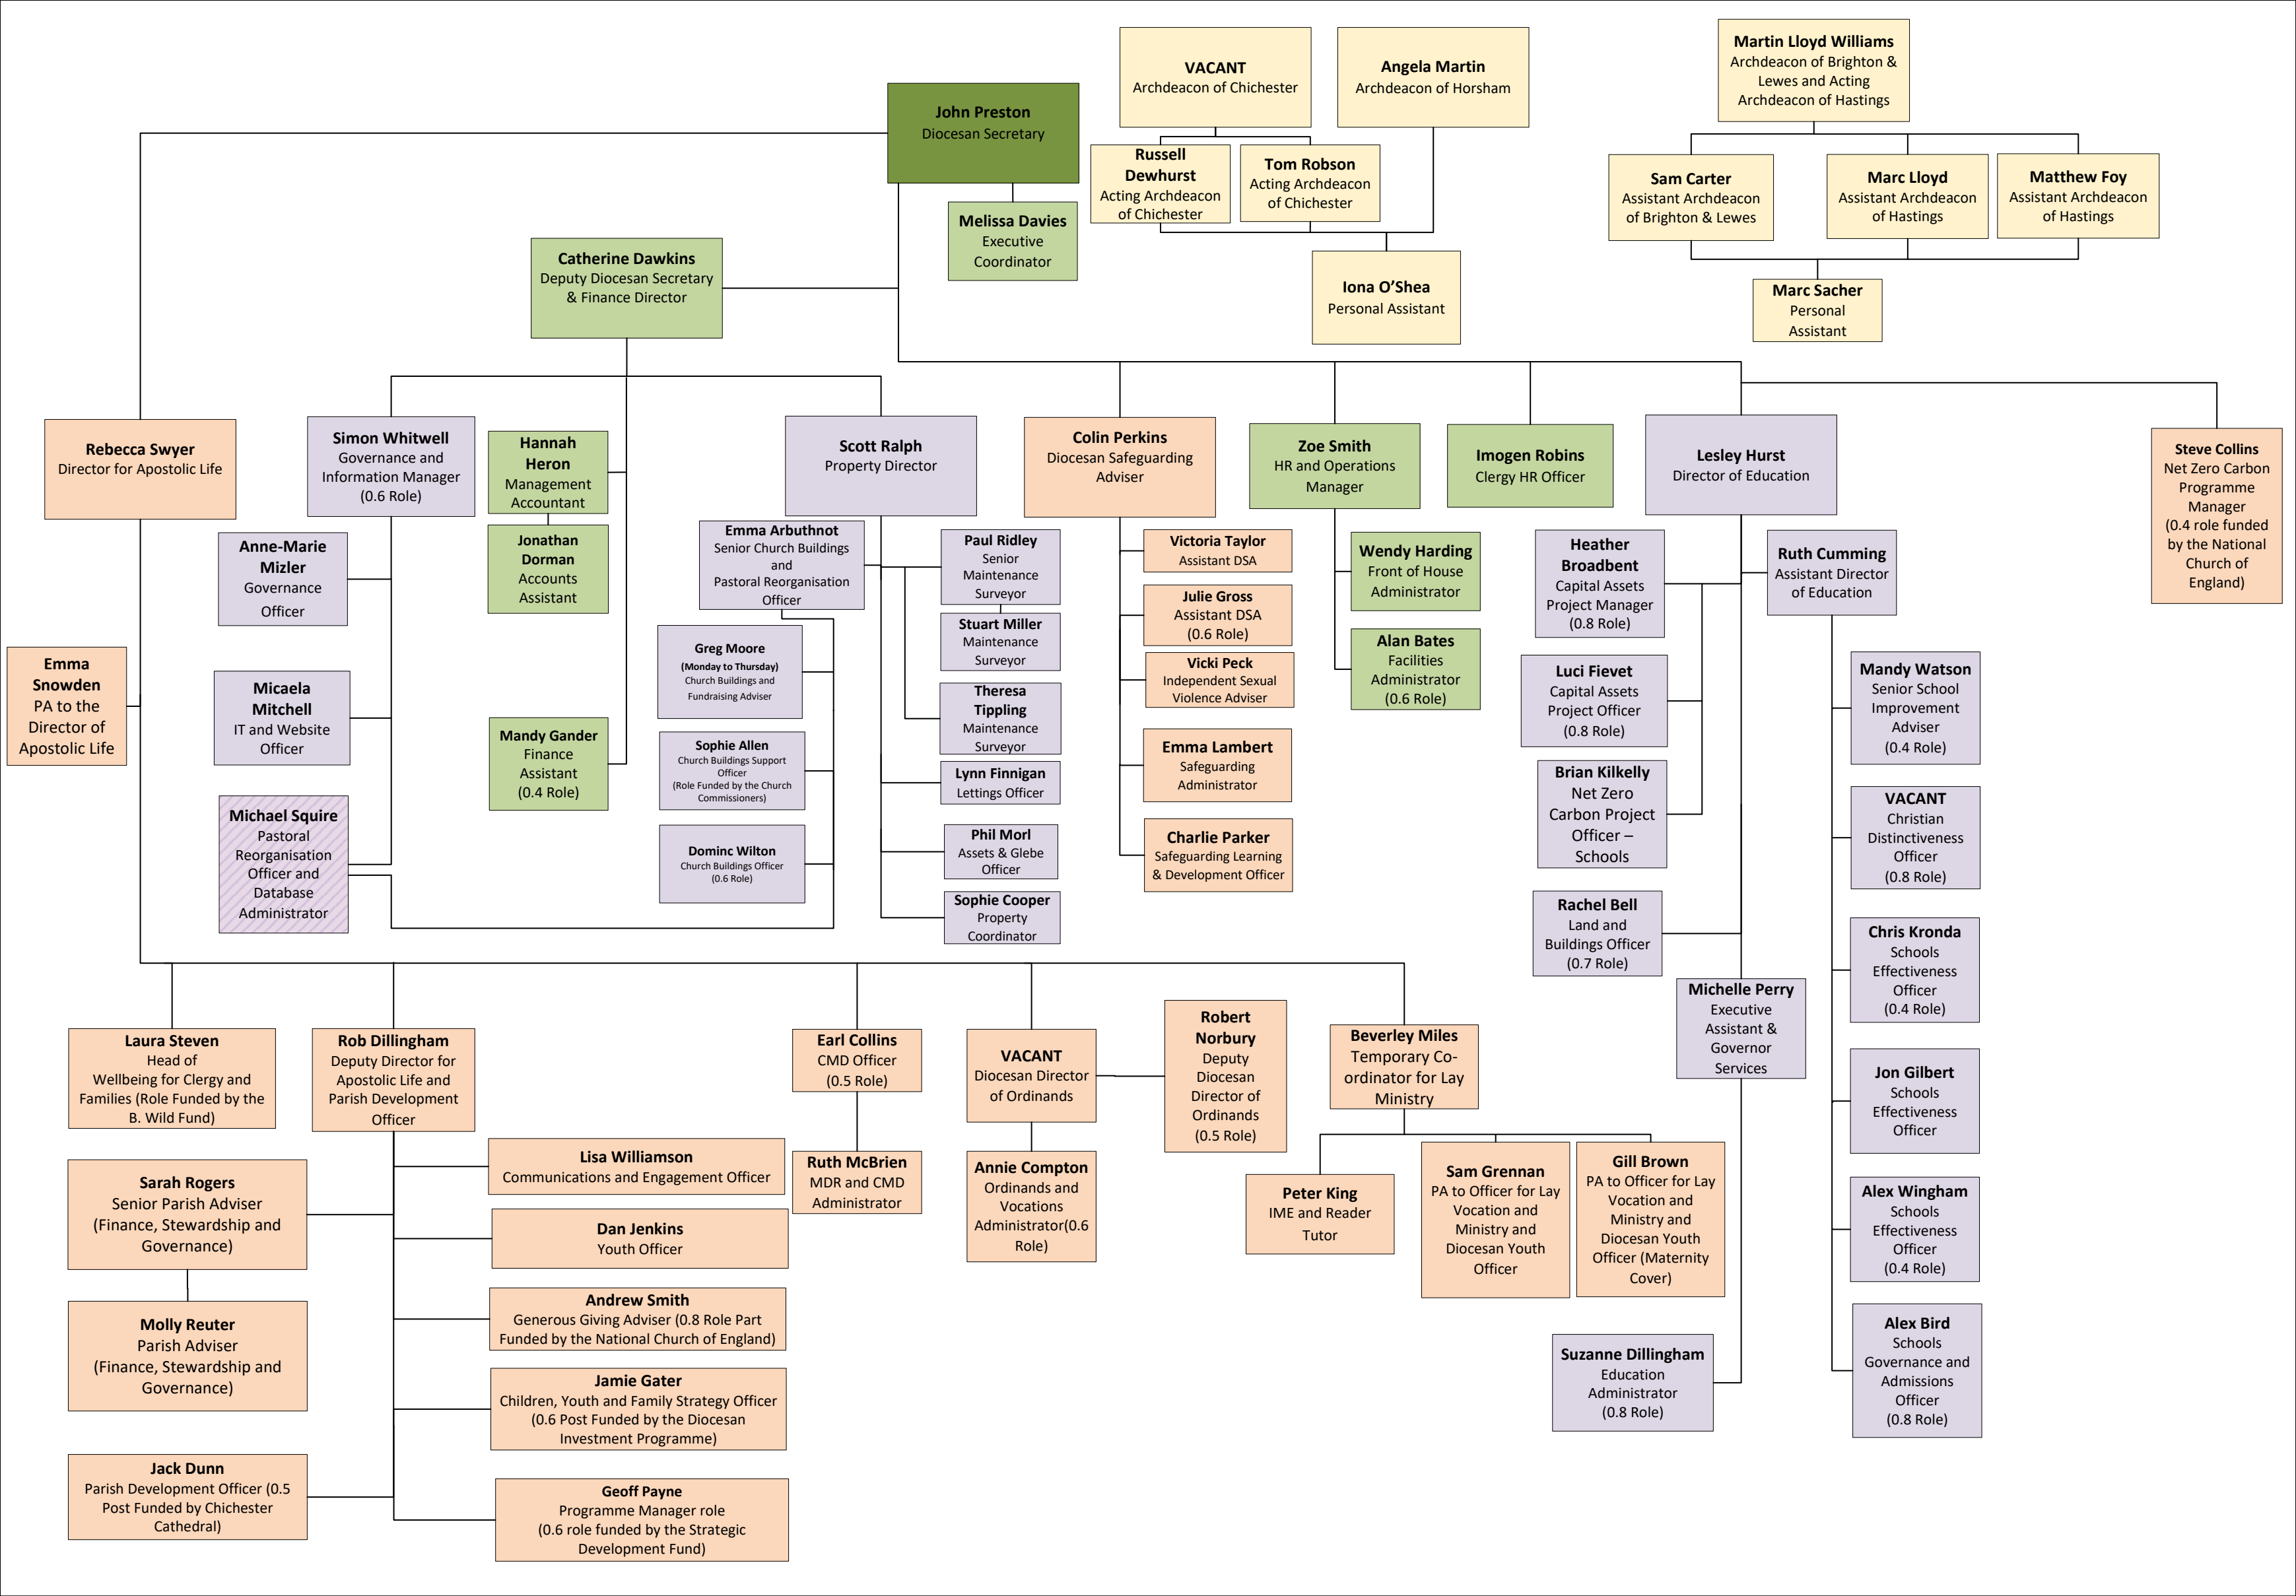 VACANT
Archdeacon of Chichester
Angela Martin
Archdeacon of Horsham
Martin Lloyd Williams
Archdeacon of Brighton &
Lewes and Acting
Archdeacon of Hastings
John Preston
Diocesan Secretary
Russell
Dewhurst
Acting Archdeacon
of Chichester
Tom Robson
Acting Archdeacon
of Chichester
Sam Carter
Assistant Archdeacon
of Brighton & Lewes
Marc Lloyd
Assistant Archdeacon
of Hastings
Matthew Foy
Assistant Archdeacon
of Hastings
Melissa Davies
Executive
Coordinator
Catherine Dawkins
Deputy Diocesan Secretary
& Finance Director
Iona O’Shea
Personal Assistant
Marc Sacher
Personal
Assistant
Rebecca Swyer
Director for Apostolic Life
Simon Whitwell
Governance and
Information Manager
(0.6 Role)
Hannah
Heron
Management
Accountant
Scott Ralph
Property Director
Colin Perkins
Diocesan Safeguarding
Adviser
Zoe Smith
HR and Operations
Manager
Imogen Robins
Clergy HR Officer
Lesley Hurst
Director of Education
Steve Collins
Net Zero Carbon
Programme
Manager
(0.4 role funded
by the National
Church of
England)
Anne-Marie
Mizler
Governance
Officer
Jonathan
Dorman
Accounts
Assistant
Emma Arbuthnot
Senior Church Buildings
and
Pastoral Reorganisation
Officer
Paul Ridley
Senior
Maintenance
Surveyor
Victoria Taylor
Assistant DSA
Wendy Harding
Front of House
Administrator
Heather
Broadbent
Capital Assets
Project Manager
(0.8 Role)
Ruth Cumming
Assistant Director
of Education
Julie Gross
Assistant DSA
(0.6 Role)
Stuart Miller
Maintenance
Surveyor
Greg Moore
(Monday to Thursday)
Church Buildings and
Fundraising Adviser
Alan Bates
Facilities
Administrator
(0.6 Role)
Emma
Snowden
PA to the
Director of
Apostolic Life
Micaela
Mitchell
IT and Website
Officer
Vicki Peck
Independent Sexual
Violence Adviser
Luci Fievet
Capital Assets
Project Officer
(0.8 Role)
Mandy Watson
Senior School
Improvement
Adviser
(0.4 Role)
Theresa
Tippling
Maintenance
Surveyor
Mandy Gander
Finance
Assistant
(0.4 Role)
Sophie Allen
Church Buildings Support
Officer
(Role Funded by the Church
Commissioners)
Emma Lambert
Safeguarding
Administrator
Lynn Finnigan
Lettings Officer
Brian Kilkelly
Net Zero
Carbon Project
Officer –
Schools
VACANT
Christian
Distinctiveness
Officer
(0.8 Role)
Michael Squire
Pastoral
Reorganisation
Officer and
Database
Administrator
Dominc Wilton
Church Buildings Officer
(0.6 Role)
Phil Morl
Assets & Glebe
Officer
Charlie Parker
Safeguarding Learning
& Development Officer
Sophie Cooper
Property
Coordinator
Rachel Bell
Land and
Buildings Officer
(0.7 Role)
Chris Kronda
Schools
Effectiveness
Officer
(0.4 Role)
Michelle Perry
Executive
Assistant &
Governor
Services
Laura Steven
Head of
Wellbeing for Clergy and
Families (Role Funded by the
B. Wild Fund)
Rob Dillingham
Deputy Director for
Apostolic Life and
Parish Development
Officer
Earl Collins
CMD Officer
(0.5 Role)
VACANT
Diocesan Director
of Ordinands
Robert
Norbury
Deputy
Diocesan
Director of
Ordinands
(0.5 Role)
Beverley Miles
Temporary Co-
ordinator for Lay
Ministry
Jon Gilbert
Schools
Effectiveness
Officer
Lisa Williamson
Communications and Engagement Officer
Ruth McBrien
MDR and CMD
Administrator
Annie Compton
Ordinands and
Vocations
Administrator(0.6
Role)
Sarah Rogers
Senior Parish Adviser
(Finance, Stewardship and
Governance)
Peter King
IME and Reader
Tutor
Sam Grennan
PA to Officer for Lay
Vocation and
Ministry and
Diocesan Youth
Officer
Gill Brown
PA to Officer for Lay
Vocation and
Ministry and
Diocesan Youth
Officer (Maternity
Cover)
Alex Wingham
Schools
Effectiveness
Officer
(0.4 Role)
Dan Jenkins
Youth Officer
Andrew Smith
Generous Giving Adviser (0.8 Role Part
Funded by the National Church of England)
Molly Reuter
Parish Adviser
(Finance, Stewardship and
Governance)
Suzanne Dillingham
Education
Administrator
(0.8 Role)
Alex Bird
Schools
Governance and
Admissions
Officer
(0.8 Role)
Jamie Gater
Children, Youth and Family Strategy Officer
(0.6 Post Funded by the Diocesan
Investment Programme)
Jack Dunn
Parish Development Officer (0.5
Post Funded by Chichester
Cathedral)
Geoff Payne
Programme Manager role
(0.6 role funded by the Strategic
Development Fund)